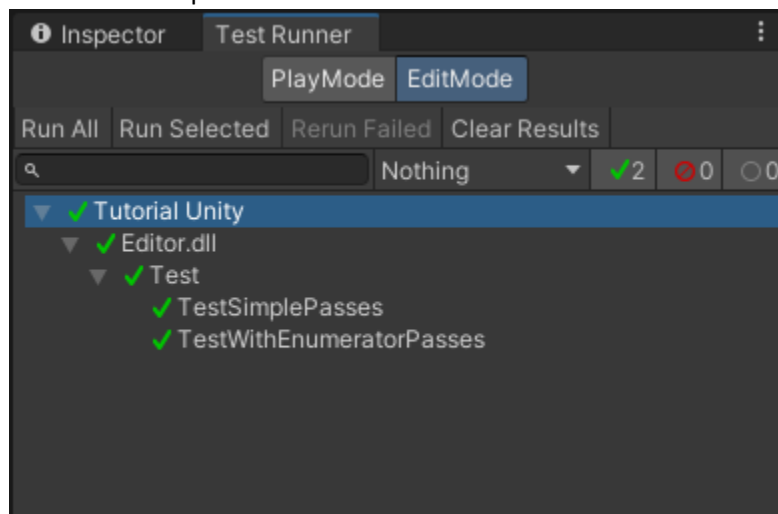 Inspector Test Runner
PlayMode EditMode
Run All Run Selected Rerun Failed Clear Results
Nothing 2 0 0
Tutorial Unity
Editor.dll
Test
TestSimplePasses
TestWithEnumeratorPasses